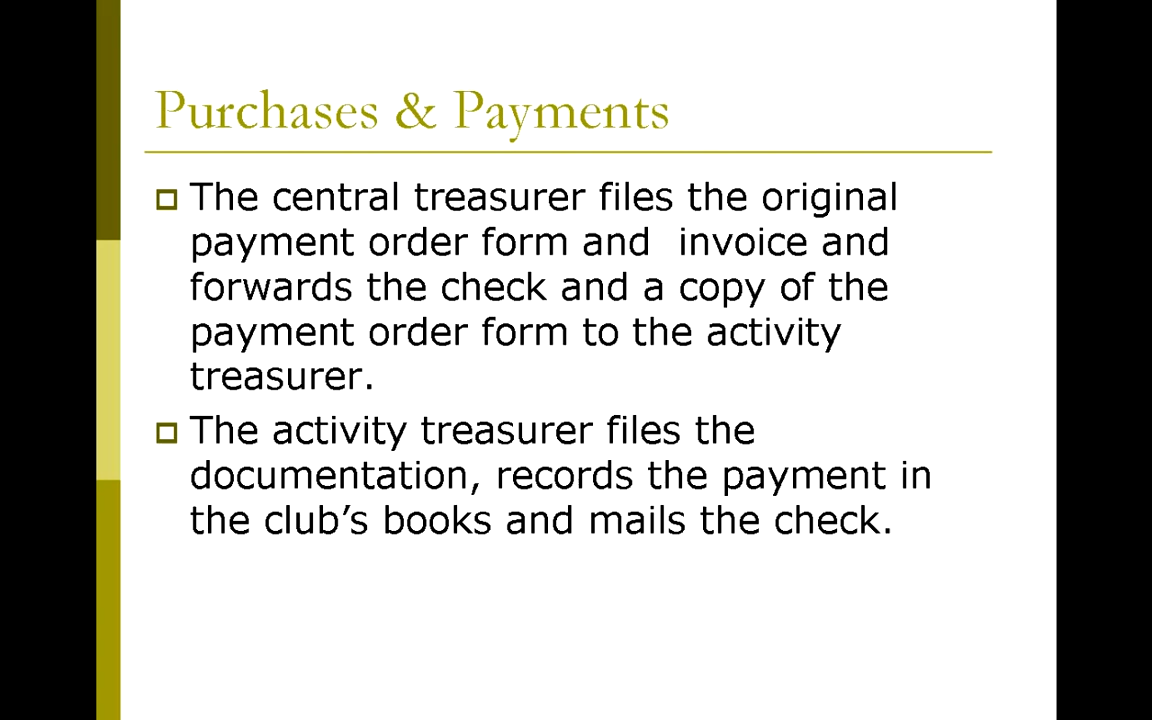 Purchases & Payments
The central treasurer files the original
payment order form and  invoice and
forwards the check and a copy of the
payment order form to the activity
treasurer.
The activity treasurer files the
documentation, records the payment in
the club’s books and mails the check.